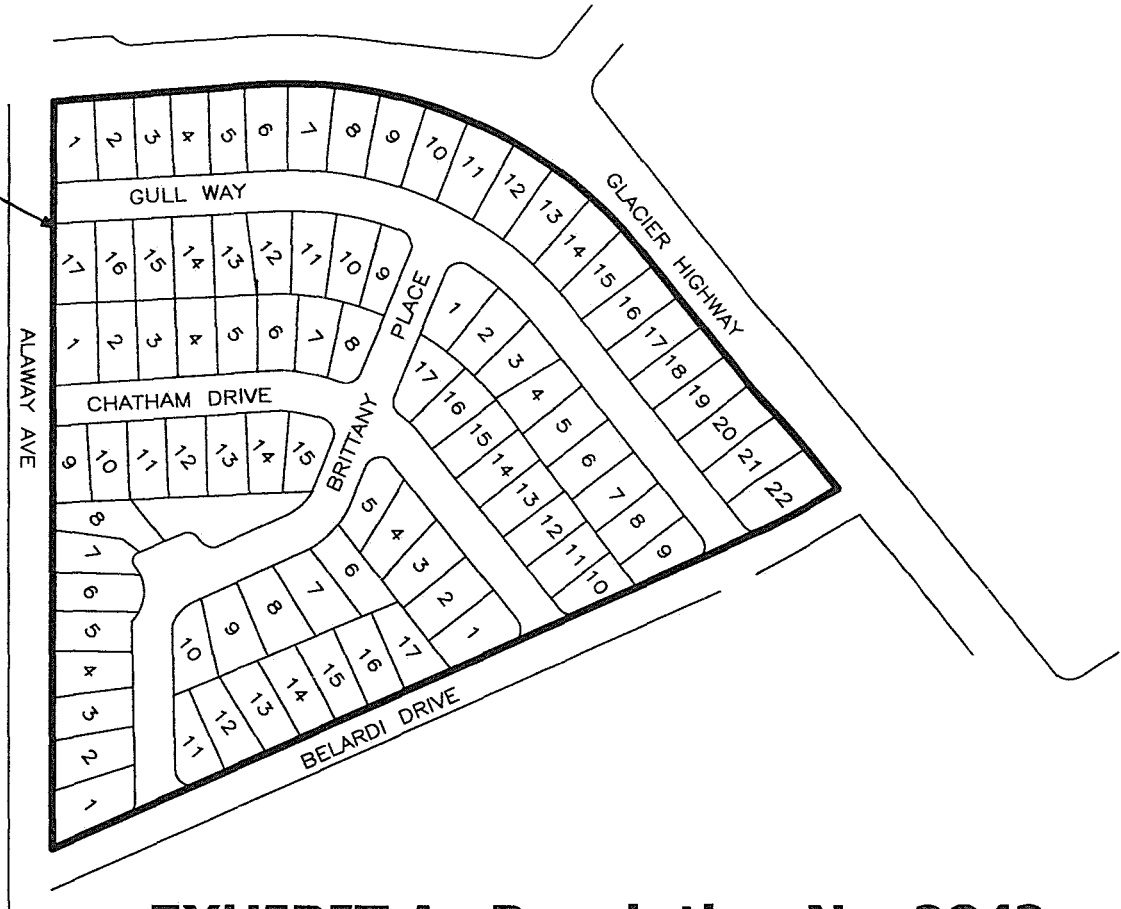 1 2 3 4 5 6 7 8 9 10 11 12 13 14 15 16 17 18 19 20 21 22
GLACIER HIGHWAY
GULL WAY
17 16 15 14 13 12 11 10 9
PLACE
1 2 3 4 5 6 7 8
1 2 3 4 5 6 7 8 9
17 16 15 14 13 12 11 10
ALAWAY AVE
CHATHAM DRIVE
BRITTANY
9 10 11 12 13 14 15
8
7
6
5
4
3
2
1
5 4 3 2 1
10 9 8 7 6
11 12 13 14 15 16 17
BELARDI DRIVE